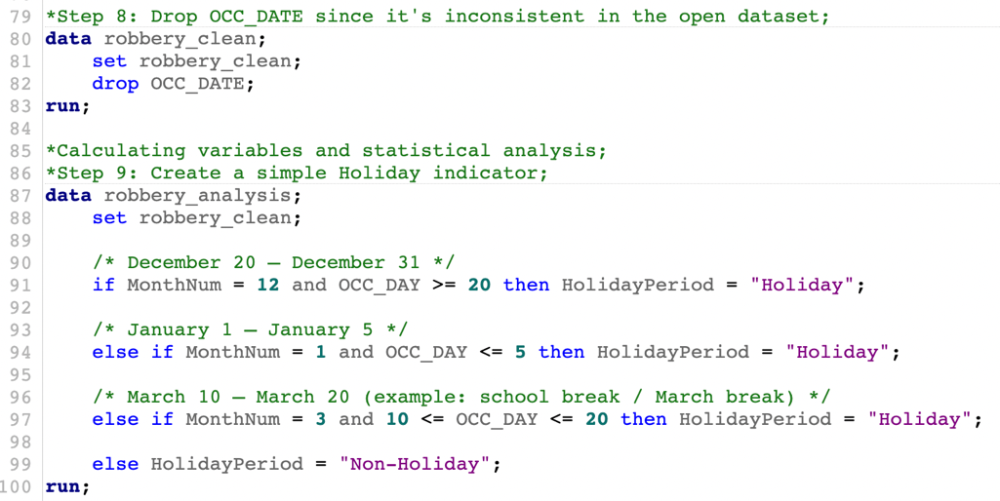 79 *Step 8: Drop OCC_DATE since it's inconsistent in the open dataset;
80 data robbery_clean;
81     set robbery_clean;
82     drop OCC_DATE;
83 run;
84
85 *Calculating variables and statistical analysis;
86 *Step 9: Create a simple Holiday indicator;
87 data robbery_analysis;
88     set robbery_clean;
89
90     /* December 20 – December 31 */
91     if MonthNum = 12 and OCC_DAY >= 20 then HolidayPeriod = "Holiday";
92
93     /* January 1 – January 5 */
94     else if MonthNum = 1 and OCC_DAY <= 5 then HolidayPeriod = "Holiday";
95
96     /* March 10 – March 20 (example: school break / March break) */
97     else if MonthNum = 3 and 10 <= OCC_DAY <= 20 then HolidayPeriod = "Holiday";
98
99     else HolidayPeriod = "Non-Holiday";
100 run;